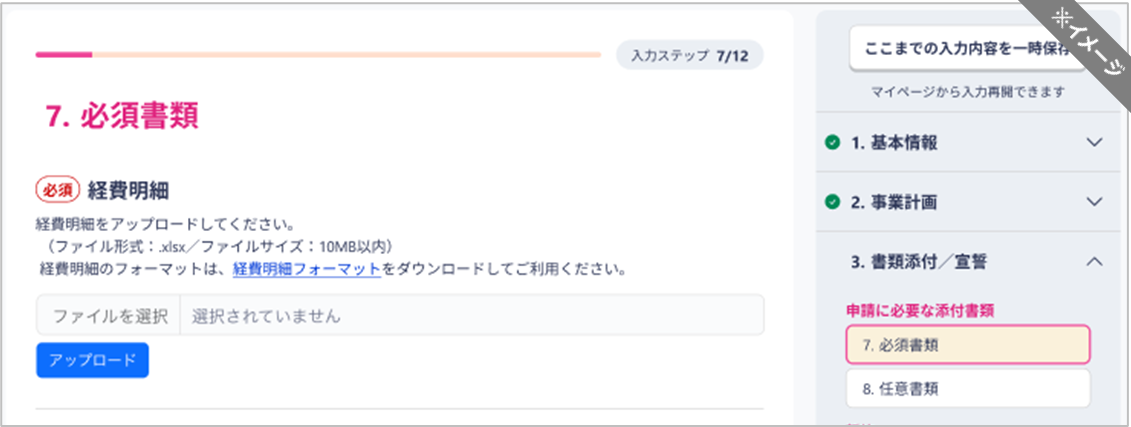 入力ステップ 7/12
7. 必須書類
必須 経費明細
経費明細をアップロードしてください。
（ファイル形式：.xlsx／ファイルサイズ：10MB以内）
経費明細のフォーマットは、経費明細フォーマットをダウンロードしてご利用ください。
ファイルを選択 選択されていません
アップロード
※イメージ
ここまでの入力内容を一時保存
マイページから入力再開できます
1. 基本情報
2. 事業計画
3. 書類添付／宣誓
申請に必要な添付書類
7. 必須書類
8. 任意書類